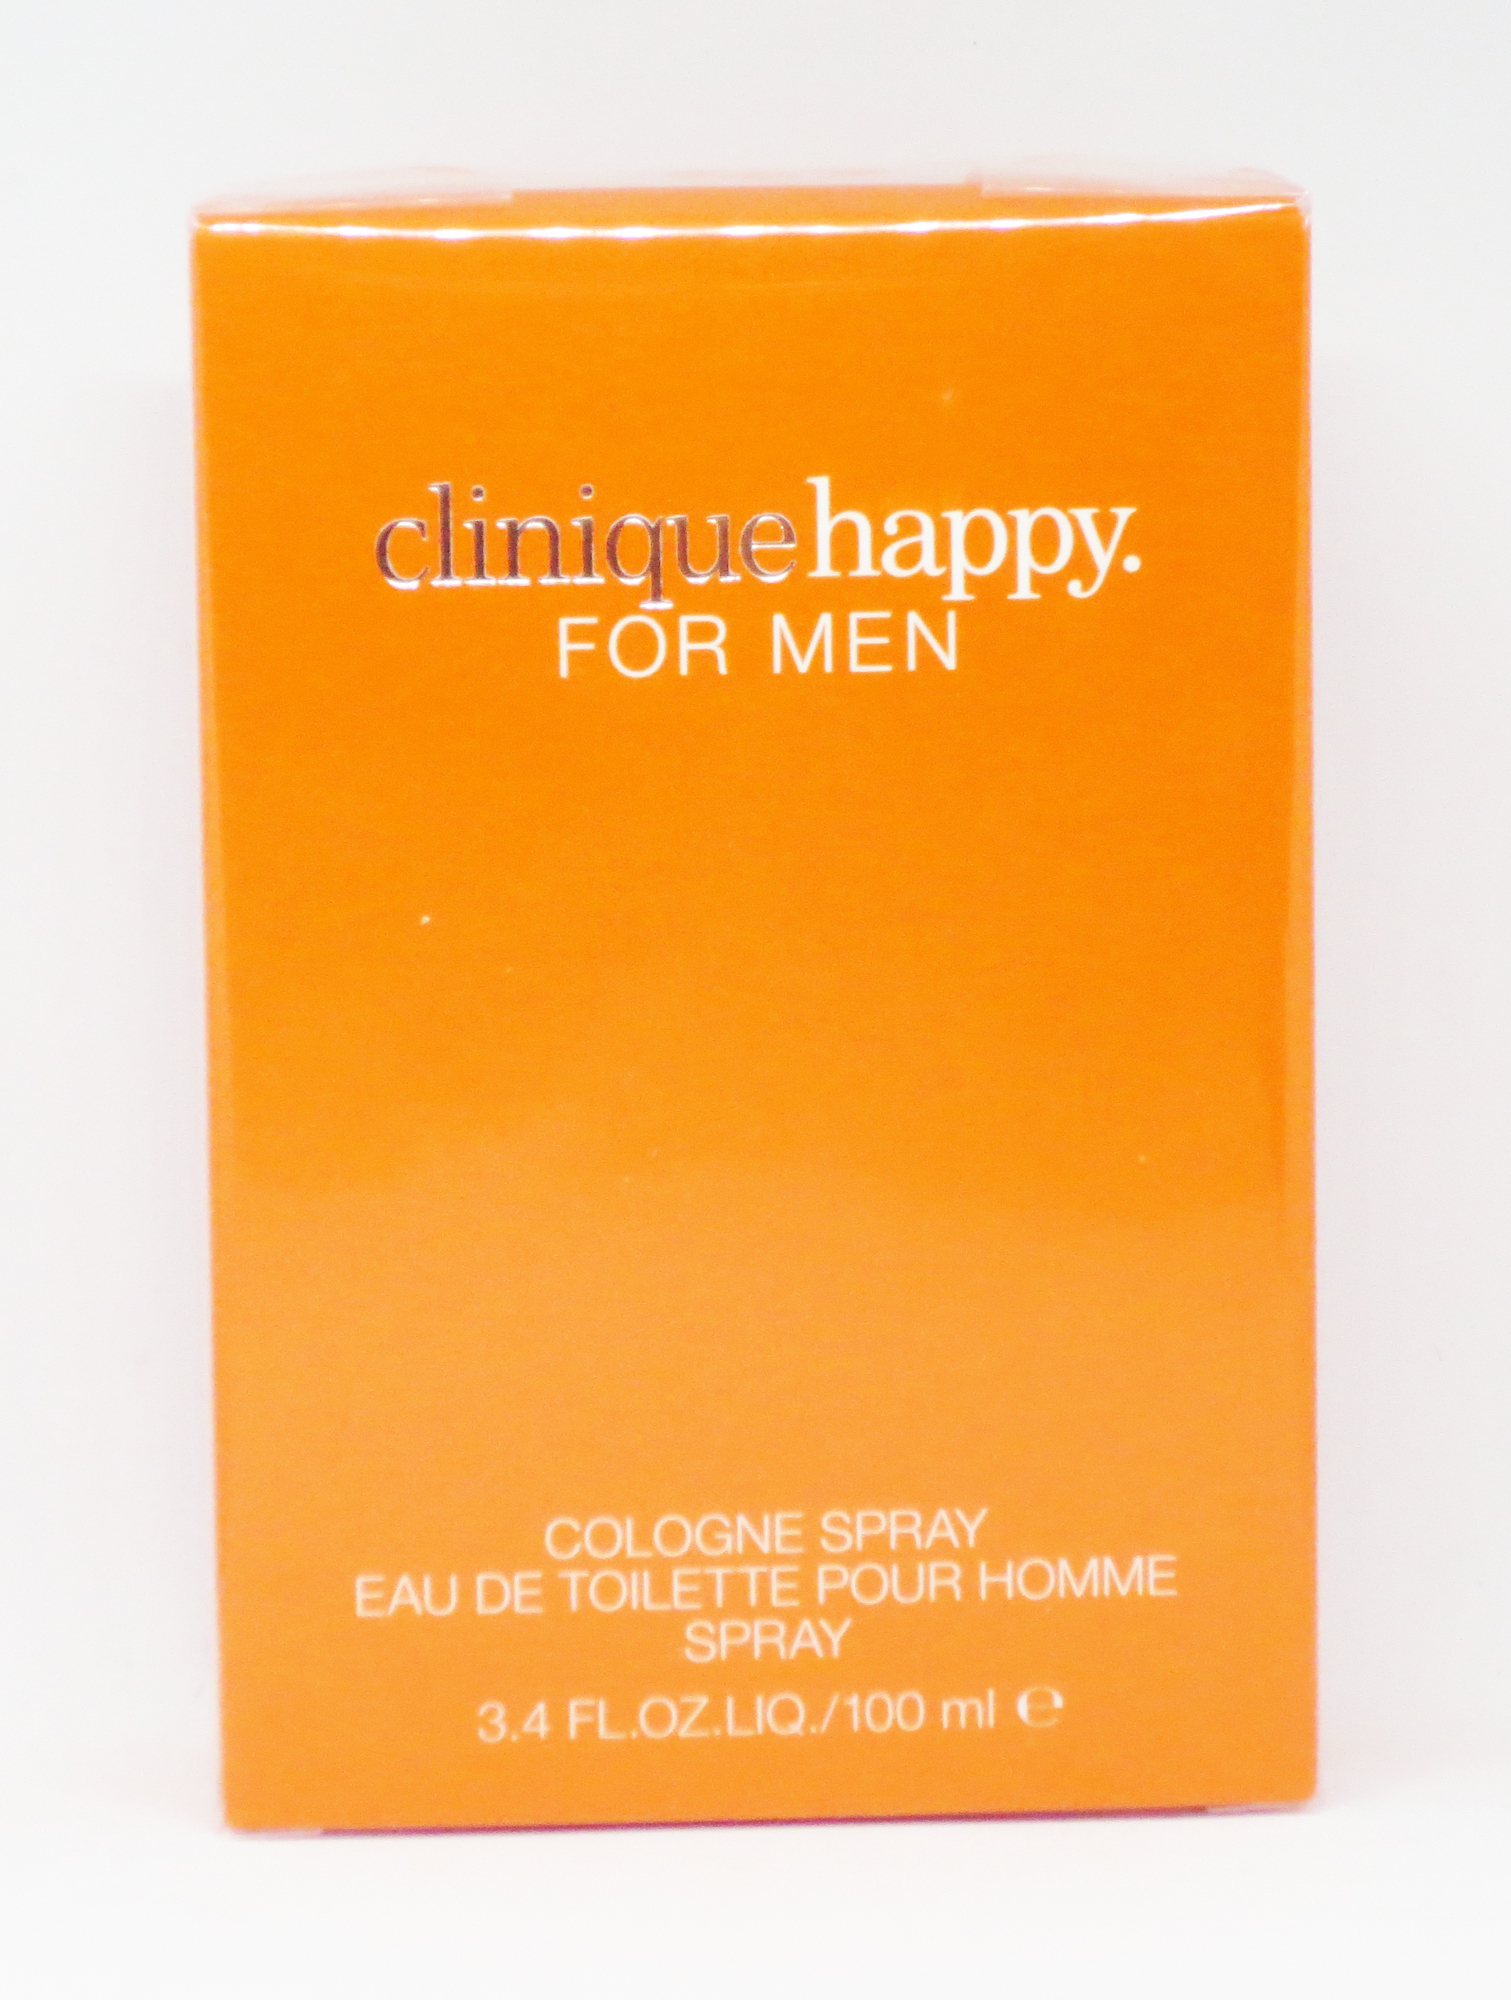 clinique happy.
FOR MEN
COLOGNE SPRAY
EAU DE TOILETTE POUR HOMME
SPRAY
3.4 FL.OZ.LIQ./100 ml ℮